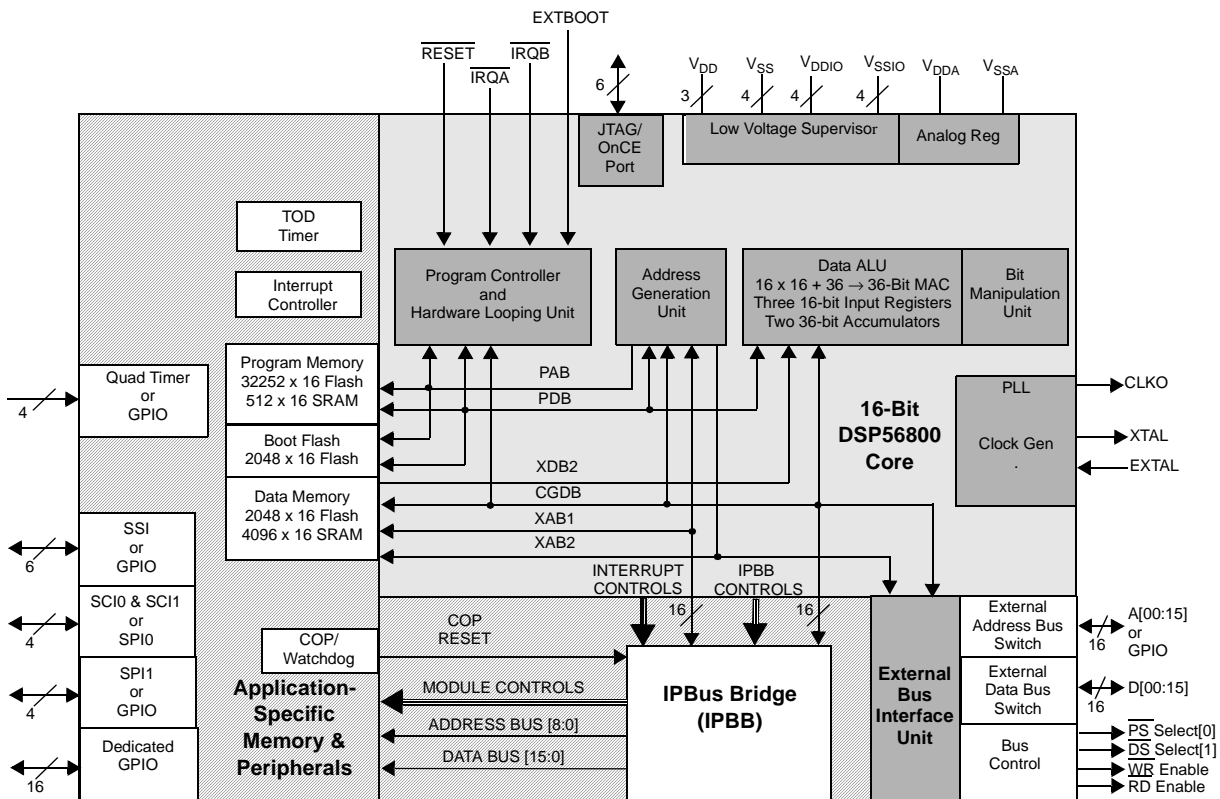 EXTBOOT
RESET
IRQB
IRQA
6
VDD
VSS
VDDIO
VSSIO
VDDA
VSSA
3
4
4
4
JTAG/
OnCE
Port
Low Voltage Supervisor
Analog Reg
TOD
Timer
Interrupt
Controller
Program Controller
and
Hardware Looping Unit
Address
Generation
Unit
Data ALU
16 x 16 + 36 → 36-Bit MAC
Three 16-bit Input Registers
Two 36-bit Accumulators
Bit
Manipulation
Unit
Quad Timer
or
GPIO
4
Program Memory
32252 x 16 Flash
512 x 16 SRAM
Boot Flash
2048 x 16 Flash
Data Memory
2048 x 16 Flash
4096 x 16 SRAM
PAB
PDB
XDB2
CGDB
XAB1
XAB2
16-Bit
DSP56800
Core
PLL
Clock Gen
.
CLKO
XTAL
EXTAL
SSI
or
GPIO
6
SCI0 & SCI1
or
SPI0
4
SPI1
or
GPIO
4
Dedicated
GPIO
16
INTERRUPT
CONTROLS
IPBB
CONTROLS
16
16
COP/
Watchdog
COP
RESET
MODULE CONTROLS
ADDRESS BUS [8:0]
DATA BUS [15:0]
Application-
Specific
Memory &
Peripherals
IPBus Bridge
(IPBB)
External
Bus
Interface
Unit
External
Address Bus
Switch
External
Data Bus
Switch
Bus
Control
A[00:15]
or
GPIO
16
D[00:15]
16
PS Select[0]
DS Select[1]
WR Enable
RD Enable